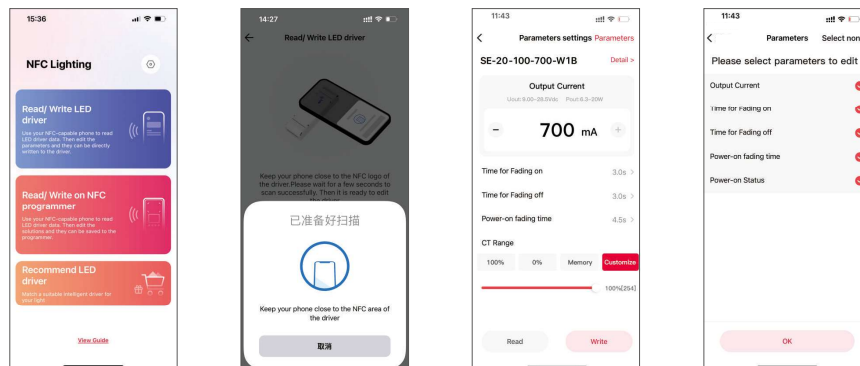 15:36
NFC Lighting
Read/ Write LED
driver
Use your NFC-capable phone to read
LED driver data. Then edit the
parameters and they can be directly
written to the driver.
Read/ Write on NFC
programmer
Use your NFC-capable phone to read
LED driver data. Then edit the
solutions and they can be saved to the
programmer.
Recommend LED
driver
Match a suitable intelligent driver for
your light
View Guide
14:27
Read/ Write LED driver
Keep your phone close to the NFC logo of
the driver.Please wait for a few seconds to
scan successfully. Then it is ready to edit
the driver
已准备好扫描
Keep your phone close to the NFC area of
the driver
取消
11:43
Parameters settings Parameters
SE-20-100-700-W1B Detail >
Output Current
700 mA
Time for Fading on 3.0s >
Time for Fading off 3.0s >
Power-on fading time 4.5s >
CT Range
100% 0% Memory Customize
100%[254]
Read Write
11:43
Parameters Select non
Please select parameters to edit
Output Current
Time for Fading on
Time for Fading off
Power-on fading time
Power-on Status
OK